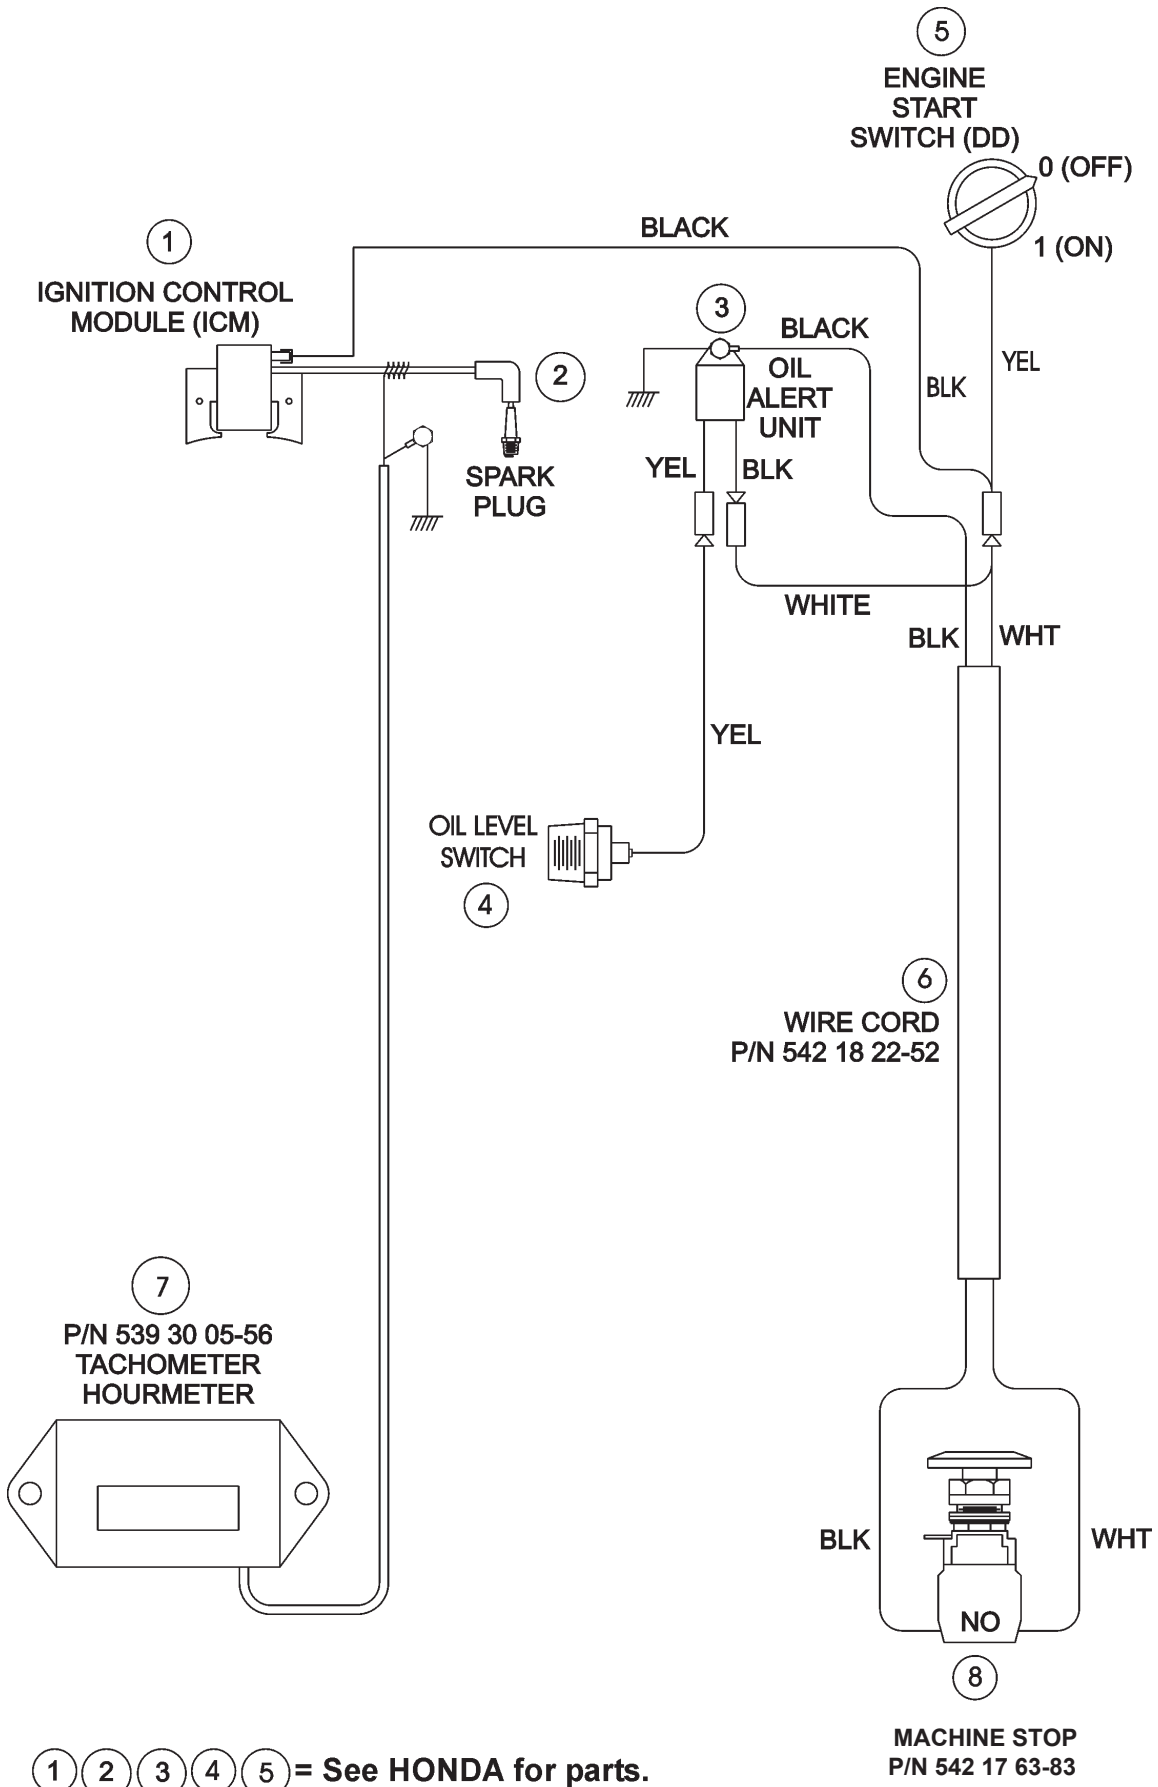 5
ENGINE
START
SWITCH (DD)
0 (OFF)
1 (ON)
BLACK
1
IGNITION CONTROL
MODULE (ICM)
3
BLACK
OIL
ALERT
UNIT
YEL
BLK
2
SPARK
PLUG
YEL
BLK
WHITE
BLK
WHT
YEL
OIL LEVEL
SWITCH
4
6
WIRE CORD
P/N 542 18 22-52
7
P/N 539 30 05-56
TACHOMETER
HOURMETER
BLK
WHT
NO
8
MACHINE STOP
P/N 542 17 63-83
1 2 3 4 5 = See HONDA for parts.